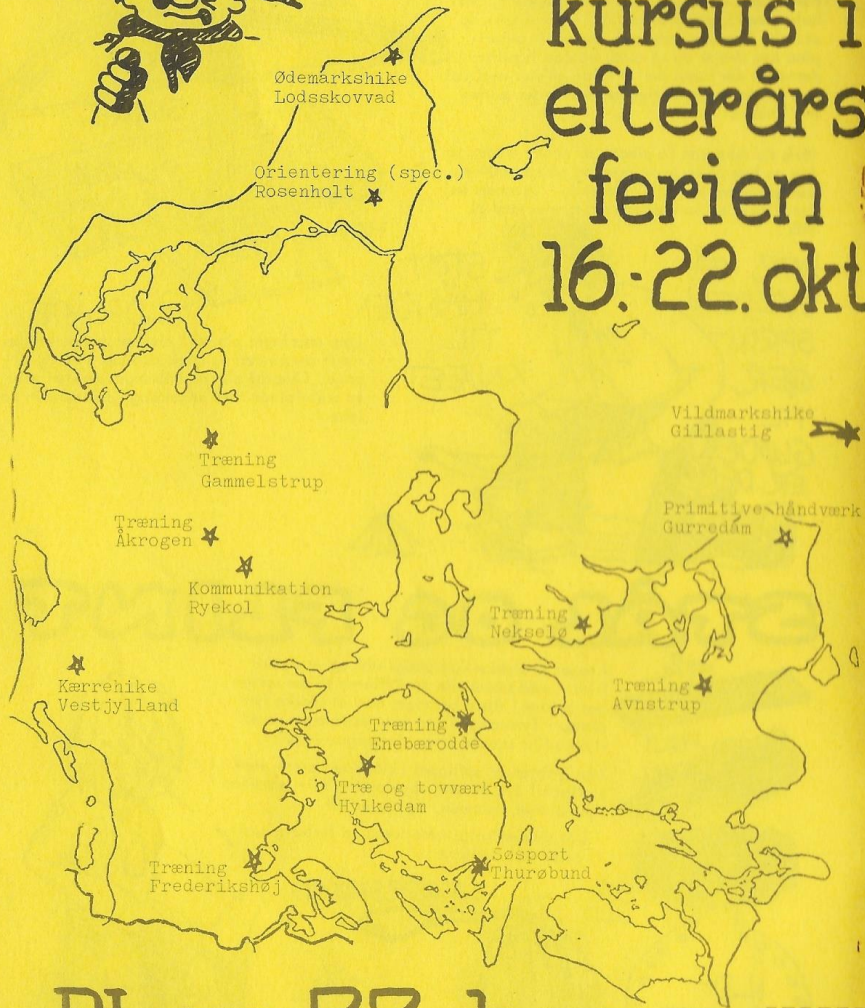 kursus i
efterårs
ferien
16.-22. okt
Ødemarkshike
Lodsskovvad
Orientering (spec.)
Rosenholt
Vildmarkshike
Gillastig
Træning
Gammelstrup
Primitive håndværk
Gurredam
Træning
Åkrogen
Kommunikation
Ryekol
Træning
Nekselø
Kærrehike
Vestjylland
Træning
Avnstrup
Træning
Enebærodde
Træ og tovværk
Hylkedam
Træning
Frederikshøj
Søsport
Thurøbund